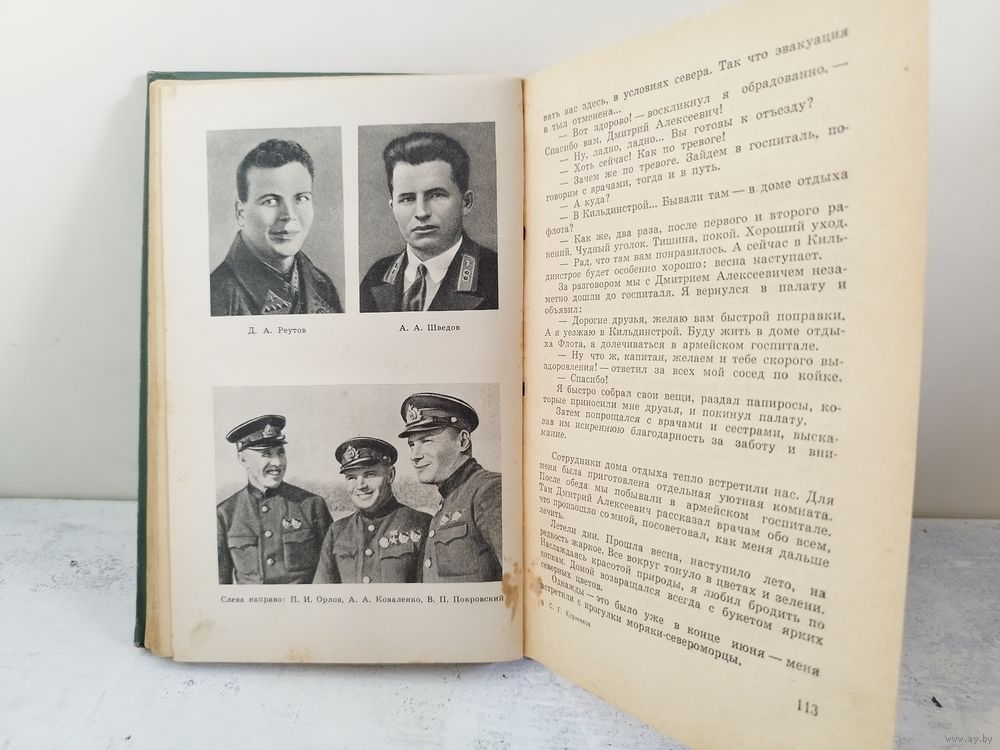 Д. А. Реутов
А. А. Шведов
Слева направо: П. И. Орлов, А. А. Коваленко, В. П. Покровский
вать вас здесь, в условиях севера. Так что эвакуация
в тыл отменена...
— Вот здорово! — воскликнул я обрадованно. —
Спасибо вам, Дмитрий Алексеевич!
— Ну, ладно, ладно... Вы готовы к отъезду?
— Хоть сейчас! Как по тревоге!
— Зачем же по тревоге. Зайдем в госпиталь, по-
говорим с врачами, тогда и в путь.
— А куда?
— В Кильдинстрой... Бывали там — в доме отдыха
флота?
— Как же, два раза, после первого и второго ра-
нений. Чудный уголок. Тишина, покой. Хороший уход.
— Рад, что там вам понравилось. А сейчас в Киль-
динстрое будет особенно хорошо: весна наступает.
За разговором мы с Дмитрием Алексеевичем неза-
метно дошли до госпиталя. Я вернулся в палату и
объявил:
— Дорогие друзья, желаю вам быстрой поправки.
А я уезжаю в Кильдинстрой. Буду жить в доме отды-
ха Флота, а долечиваться в армейском госпитале.
— Ну что ж, капитан, желаем и тебе скорого вы-
здоровления! — ответил за всех мой сосед по койке.
— Спасибо!
Я быстро собрал свои вещи, раздал папиросы, ко-
торые приносили мне друзья, и покинул палату.
Затем попрощался с врачами и сестрами, выска-
зав им искреннюю благодарность за заботу и вни-
мание.
Сотрудники дома отдыха тепло встретили нас. Для
меня была приготовлена отдельная уютная комната.
После обеда мы побывали в армейском госпитале.
Там Дмитрий Алексеевич рассказал врачам обо всем,
что произошло со мной, посоветовал, как меня дальше
лечить.
Летели дни. Прошла весна, наступило лето, на
редкость жаркое. Все вокруг тонуло в цветах и зелени.
Наслаждаясь красотой природы, я любил бродить по
сопкам. Домой возвращался всегда с букетом ярких
северных цветов.
Однажды — это было уже в конце июня — меня
встретили с прогулки моряки-североморцы.
С. Г. Курзенков
113
www.ay.by